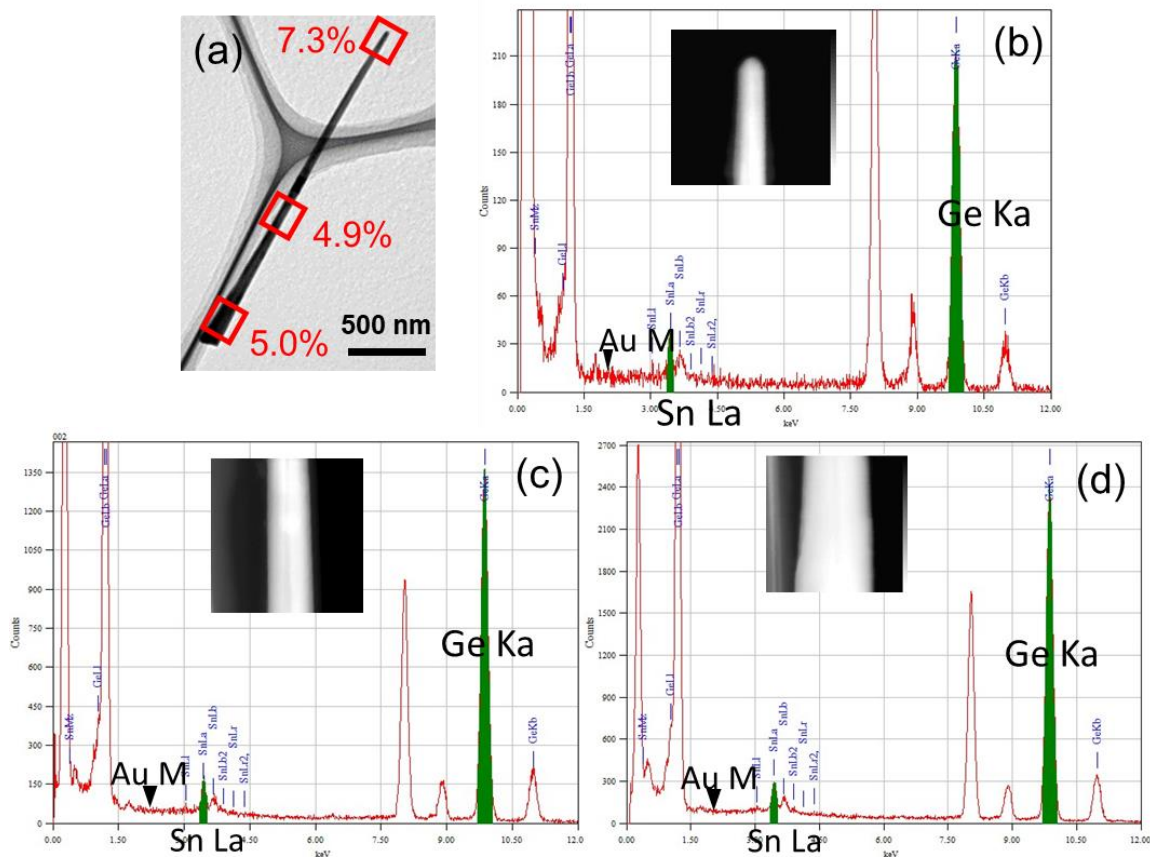 (a)
7.3%
4.9%
5.0%
500 nm
(b)
Counts
210
180
150
120
90
60
30
0
SnMz
GeLl
GeLb GeLa
SnLl
SnLa
SnLb
SnLb2
SnLr
SnLr2,
GeKa
GeKb
Au M
Sn La
Ge Ka
0.00 1.50 3.00 4.50 6.00 7.50 9.00 10.50 12.00
keV
002
(c)
Counts
1350
1200
1050
900
750
600
450
300
150
0
SnMz
GeLl
GeLb GeLa
SnLl
SnLa
SnLb
SnLb2
SnLr
SnLr2,
GeKa
GeKb
Au M
Sn La
Ge Ka
0.00 1.50 4.50 6.00 7.50 9.00 10.50 12.0
keV
(d)
Counts
2700
2400
2100
1800
1500
1200
900
600
300
0
SnMz
GeLl
GeLb GeLa
SnLl
SnLa
SnLb
SnLb2
SnLr
SnLr2,
GeKa
GeKb
Au M
Sn La
Ge Ka
0.00 1.50 4.50 6.00 7.50 9.00 10.50 12.00
keV